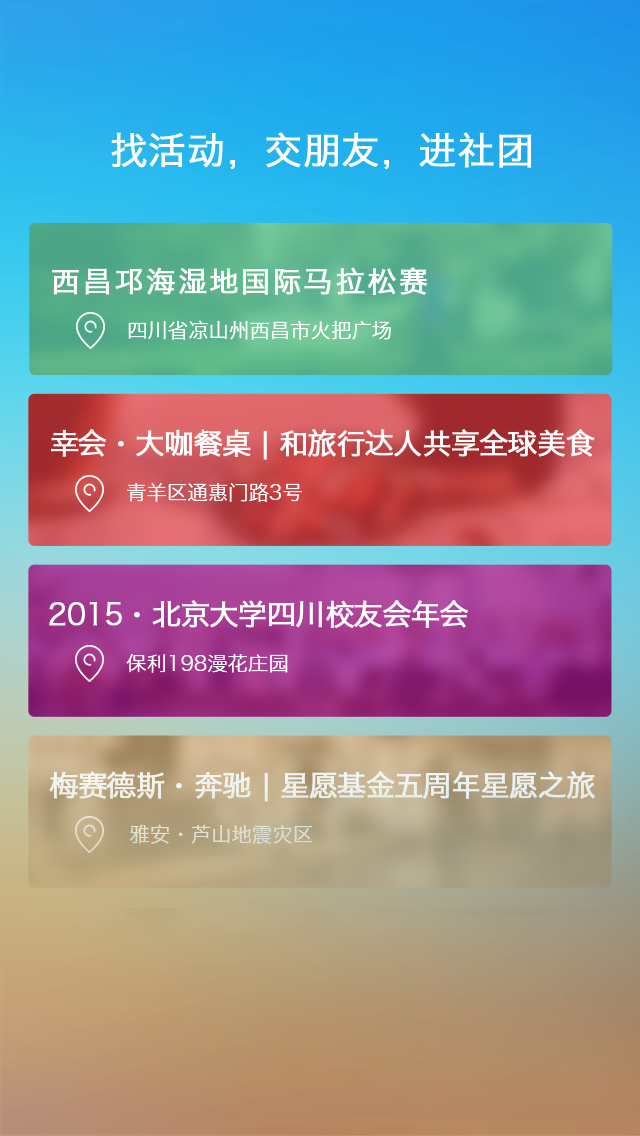 找活动，交朋友，进社团
西昌邛海湿地国际马拉松赛
四川省凉山州西昌市火把广场
幸会·大咖餐桌|和旅行达人共享全球美食
青羊区通惠门路3号
2015·北京大学四川校友会年会
保利198漫花庄园
梅赛德斯·奔驰|星愿基金五周年星愿之旅
雅安·芦山地震灾区